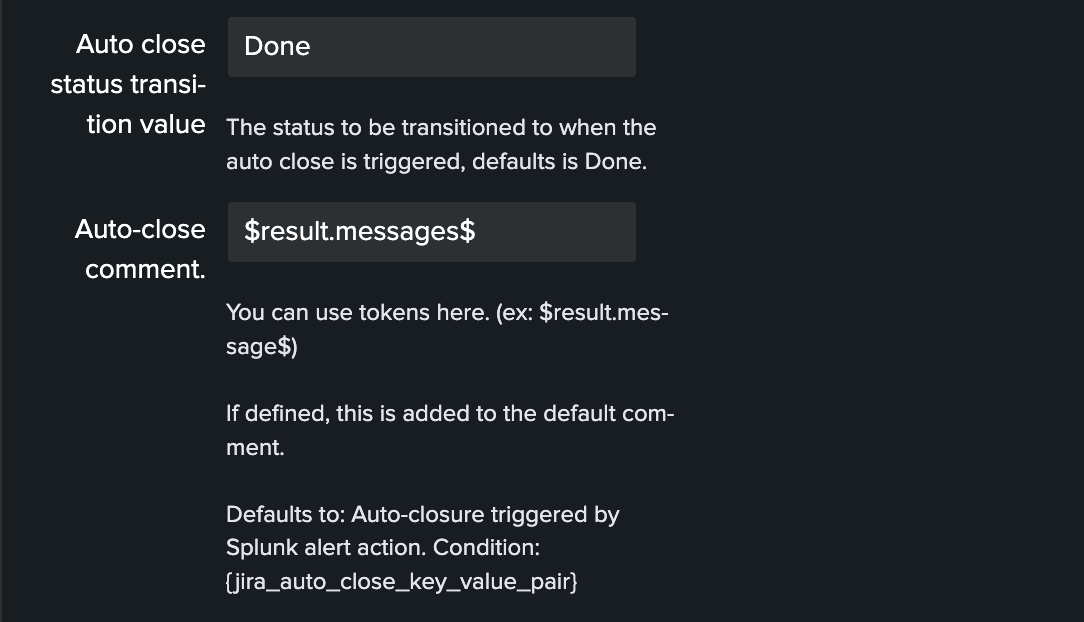 Auto close
status transi-
tion value
Done
The status to be transitioned to when the
auto close is triggered, defaults is Done.
Auto-close
comment.
$result.messages$
You can use tokens here. (ex: $result.mes-
sage$)
If defined, this is added to the default com-
ment.
Defaults to: Auto-closure triggered by
Splunk alert action. Condition:
{jira_auto_close_key_value_pair}